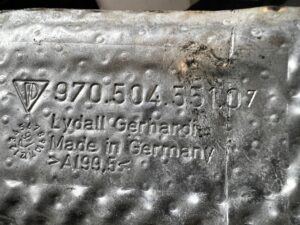 970.504.551.07
Lydall Gerhardi
Made in Germany
>Al99,5<